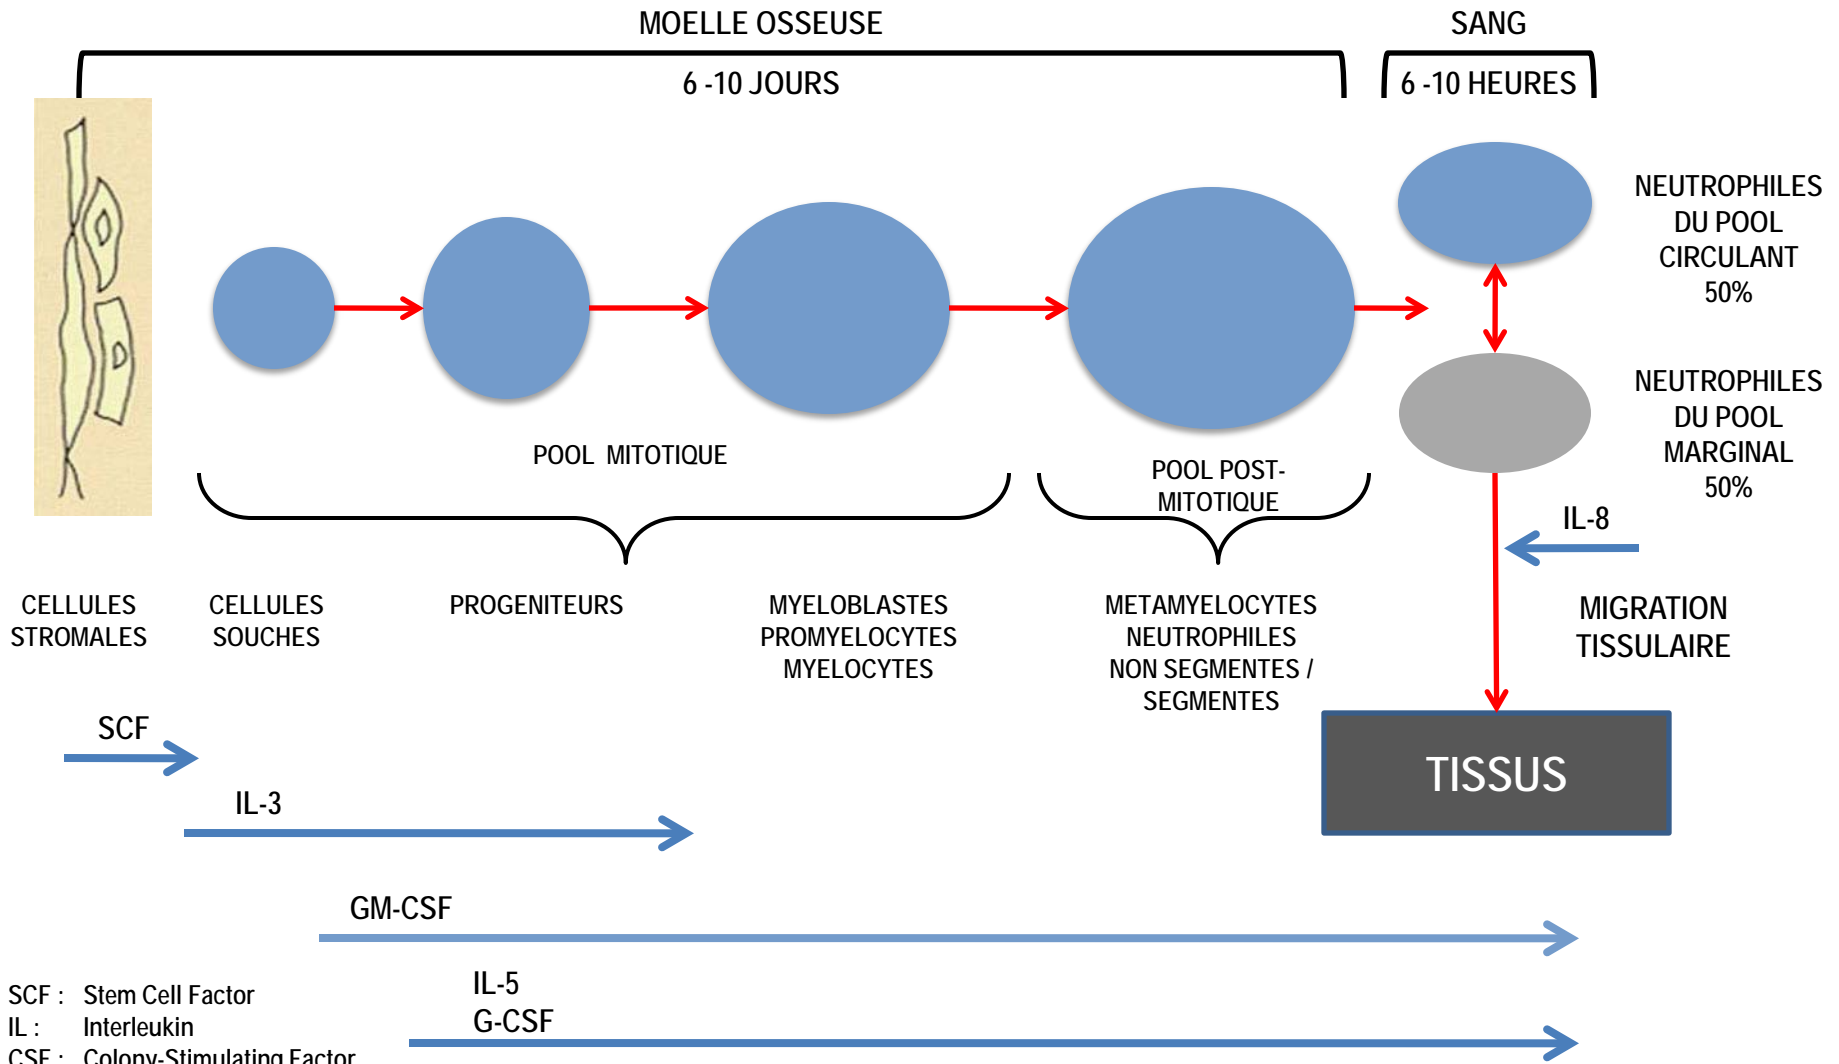 MOELLE OSSEUSE
SANG
6 -10 JOURS
6 -10 HEURES
NEUTROPHILES
DU POOL
CIRCULANT
50%
NEUTROPHILES
DU POOL
MARGINAL
50%
POOL MITOTIQUE
POOL POST-
MITOTIQUE
IL-8
CELLULES
STROMALES
CELLULES
SOUCHES
PROGENITEURS
MYELOBLASTES
PROMYELOCYTES
MYELOCYTES
METAMYELOCYTES
NEUTROPHILES
NON SEGMENTES /
SEGMENTES
MIGRATION
TISSULAIRE
SCF
TISSUS
IL-3
GM-CSF
IL-5
G-CSF
SCF : Stem Cell Factor
IL : Interleukin
CSF : Colony-Stimulating Factor